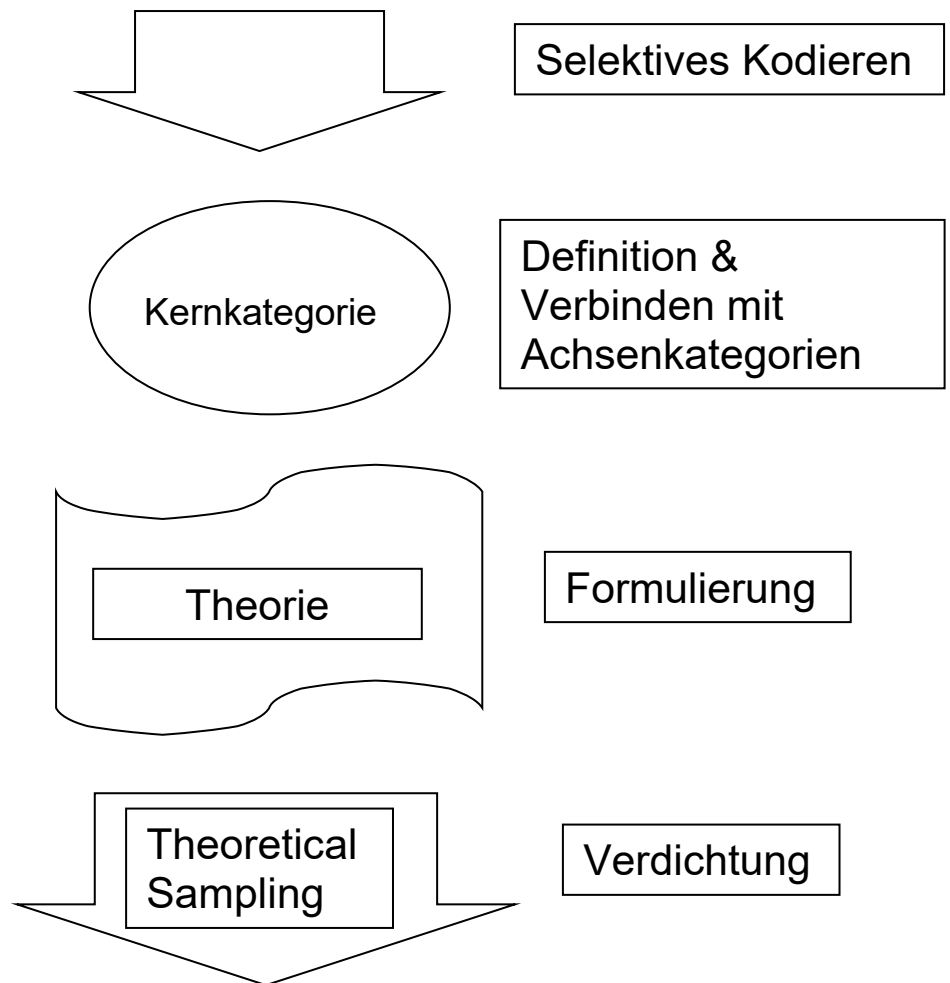 Selektives Kodieren
Kernkategorie
Definition &
Verbinden mit
Achsenkategorien
Theorie
Formulierung
Theoretical
Sampling
Verdichtung